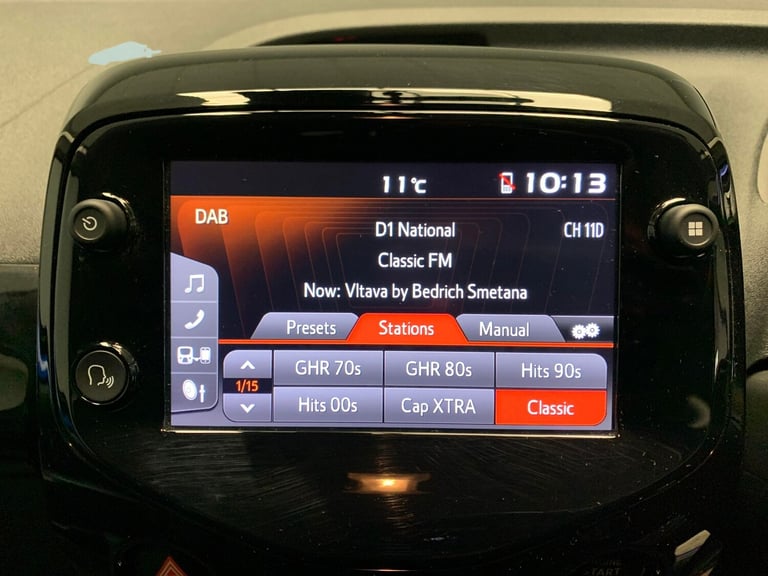 11°C 10:13
DAB
D1 National CH 11D
Classic FM
Now: Vltava by Bedrich Smetana
Presets Stations Manual
GHR 70s GHR 80s Hits 90s
1/15
Hits 00s Cap XTRA Classic
START